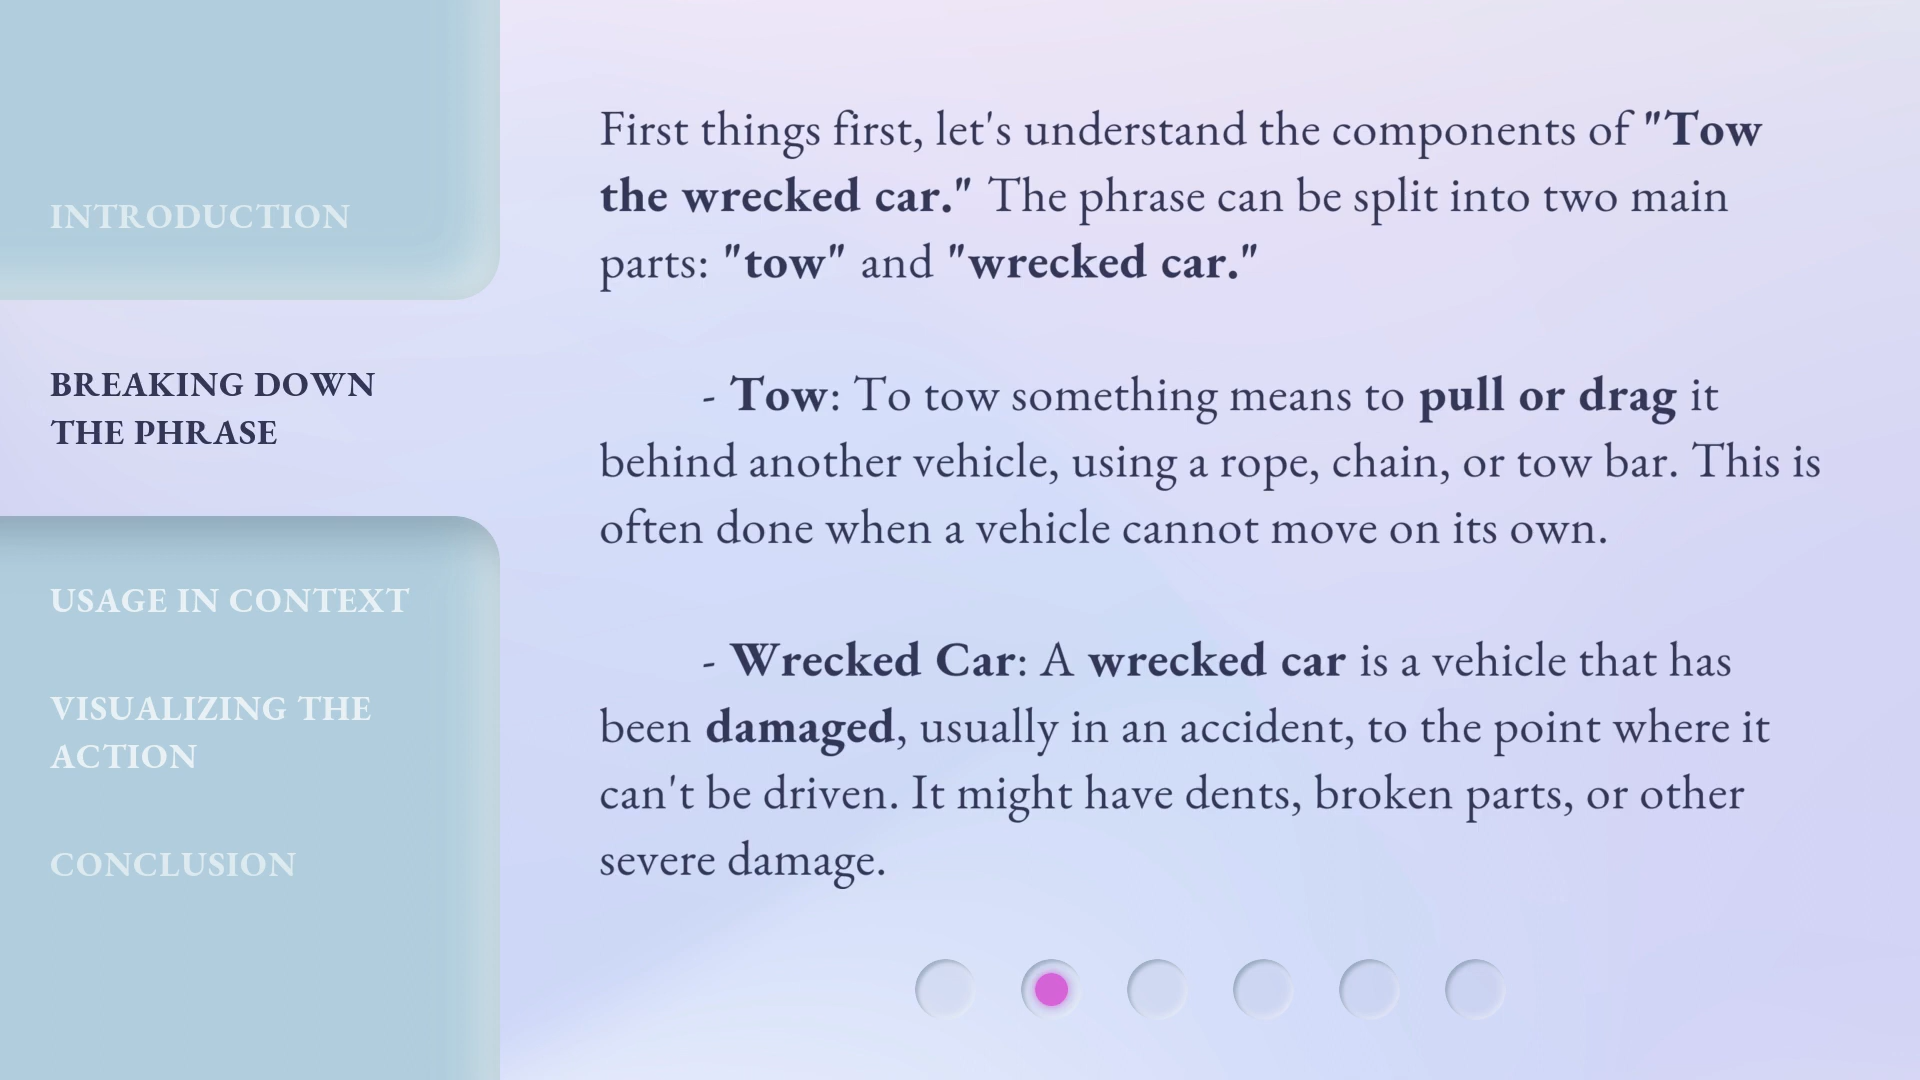 INTRODUCTION
BREAKING DOWN
THE PHRASE
USAGE IN CONTEXT
VISUALIZING THE
ACTION
CONCLUSION
First things first, let's understand the components of "Tow
the wrecked car." The phrase can be split into two main
parts: "tow" and "wrecked car."
- Tow: To tow something means to pull or drag it
behind another vehicle, using a rope, chain, or tow bar. This is
often done when a vehicle cannot move on its own.
- Wrecked Car: A wrecked car is a vehicle that has
been damaged, usually in an accident, to the point where it
can't be driven. It might have dents, broken parts, or other
severe damage.